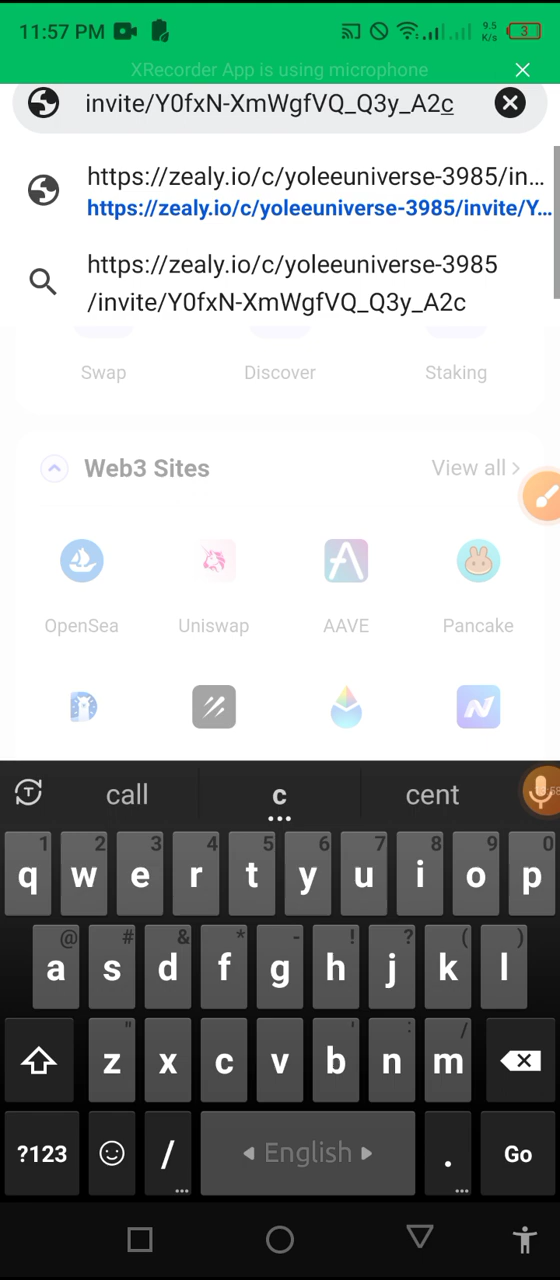 11:57 PM
9.5
K/s
3
XRecorder App is using microphone
invite/Y0fxN-XmWgfVQ_Q3y_A2c
https://zealy.io/c/yoleeuniverse-3985/in...
https://zealy.io/c/yoleeuniverse-3985/invite/Y...
https://zealy.io/c/yoleeuniverse-3985
/invite/Y0fxN-XmWgfVQ_Q3y_A2c
Swap Discover Staking
Web3 Sites View all >
OpenSea Uniswap AAVE Pancake
call c cent
1 2 3 4 5 6 7 8 9 0
q w e r t y u i o p
@ # & * - ! ? ( )
a s d f g h j k l
" ' : /
z x c v b n m
?123 / English . Go